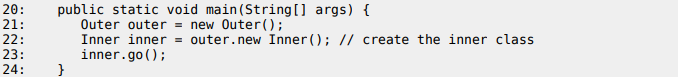 20:    public static void main(String[] args) {
21:       Outer outer = new Outer();
22:       Inner inner = outer.new Inner(); // create the inner class
23:       inner.go();
24:    }